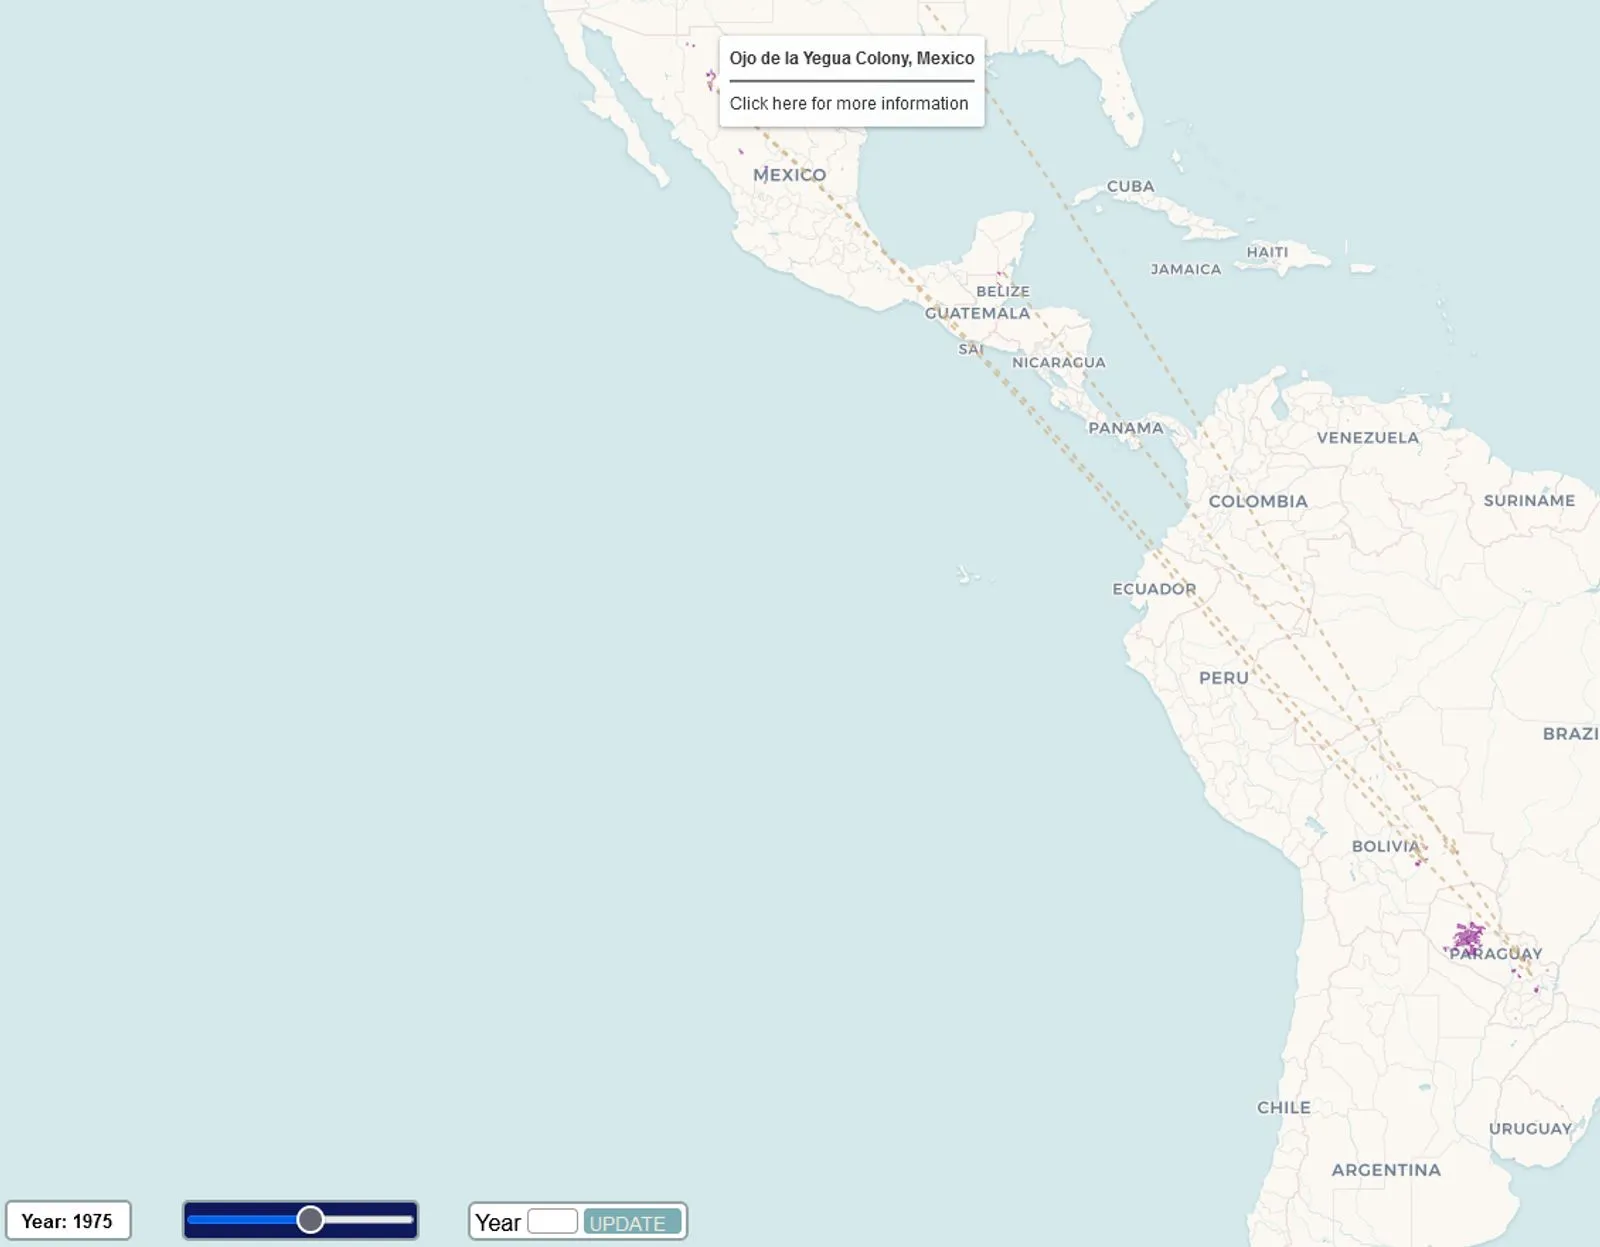 Ojo de la Yegua Colony, Mexico
Click here for more information
MEXICO
CUBA
HAITI
JAMAICA
BELIZE
GUATEMALA
SAl
NICARAGUA
PANAMA
VENEZUELA
COLOMBIA
SURINAME
ECUADOR
PERU
BRAZI
BOLIVIA
PARAGUAY
CHILE
URUGUAY
ARGENTINA
Year: 1975
Year UPDATE